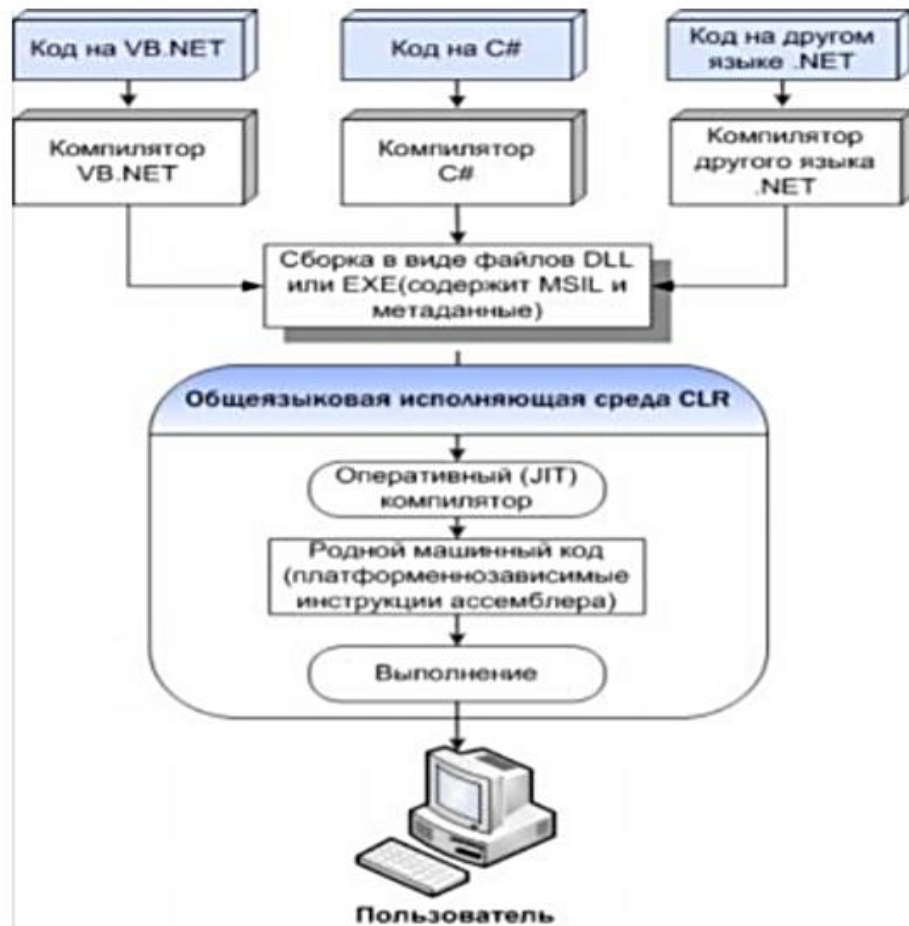 Код на VB.NET
Код на C#
Код на другом
языке .NET
Компилятор
VB.NET
Компилятор
C#
Компилятор
другого языка
.NET
Сборка в виде файлов DLL
или EXE(содержит MSIL и
метаданные)
Общеязыковая исполняющая среда CLR
Оперативный (JIT)
компилятор
Родной машинный код
(платформеннозависимые
инструкции ассемблера)
Выполнение
Пользователь